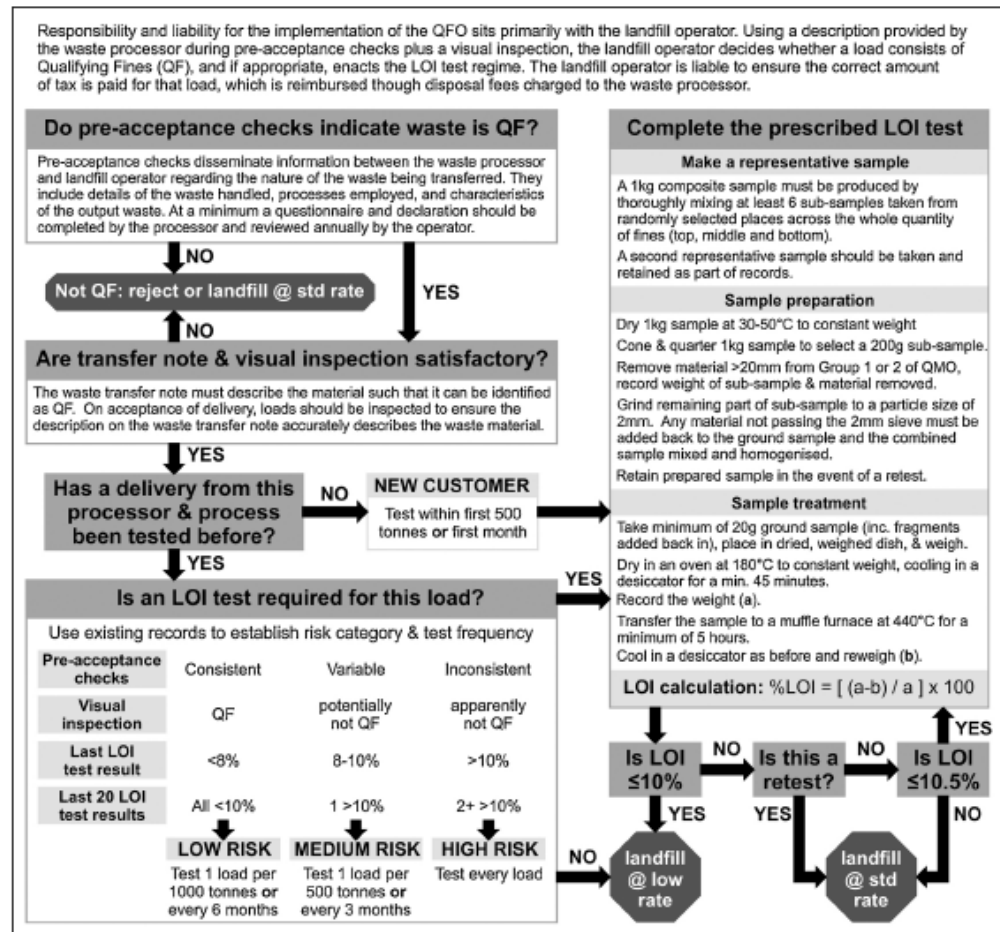 Responsibility and liability for the implementation of the QFO sits primarily with the landfill operator. Using a description provided by
the waste processor during pre-acceptance checks plus a visual inspection, the landfill operator decides whether a load consists of
Qualifying Fines (QF), and if appropriate, enacts the LOI test regime. The landfill operator is liable to ensure the correct amount
of tax is paid for that load, which is reimbursed though disposal fees charged to the waste processor.
Do pre-acceptance checks indicate waste is QF?
Pre-acceptance checks disseminate information between the waste processor
and landfill operator regarding the nature of the waste being transferred. They
include details of the waste handled, processes employed, and characteristics
of the output waste. At a minimum a questionnaire and declaration should be
completed by the processor and reviewed annually by the operator.
NO
YES
Not QF: reject or landfill @ std rate
NO
Are transfer note & visual inspection satisfactory?
The waste transfer note must describe the material such that it can be identified
as QF. On acceptance of delivery, loads should be inspected to ensure the
description on the waste transfer note accurately describes the waste material.
YES
Has a delivery from this
processor & process
been tested before?
NO
NEW CUSTOMER
Test within first 500
tonnes or first month
YES
YES
Is an LOI test required for this load?
Use existing records to establish risk category & test frequency
Pre-acceptance
checks
Consistent
Variable
Inconsistent
Visual
inspection
QF
potentially
not QF
apparently
not QF
Last LOI
test result
<8%
8-10%
>10%
Last 20 LOI
test results
All <10%
1 >10%
2+ >10%
LOW RISK
Test 1 load per
1000 tonnes or
every 6 months
MEDIUM RISK
Test 1 load per
500 tonnes or
every 3 months
HIGH RISK
Test every load
NO
Complete the prescribed LOI test
Make a representative sample
A 1kg composite sample must be produced by
thoroughly mixing at least 6 sub-samples taken from
randomly selected places across the whole quantity
of fines (top, middle and bottom).
A second representative sample should be taken and
retained as part of records.
Sample preparation
Dry 1kg sample at 30-50°C to constant weight
Cone & quarter 1kg sample to select a 200g sub-sample.
Remove material >20mm from Group 1 or 2 of QMO,
record weight of sub-sample & material removed.
Grind remaining part of sub-sample to a particle size of
2mm. Any material not passing the 2mm sieve must be
added back to the ground sample and the combined
sample mixed and homogenised.
Retain prepared sample in the event of a retest.
Sample treatment
Take minimum of 20g ground sample (inc. fragments
added back in), place in dried, weighed dish, & weigh.
Dry in an oven at 180°C to constant weight, cooling in a
desiccator for a min. 45 minutes.
Record the weight (a).
Transfer the sample to a muffle furnace at 440°C for a
minimum of 5 hours.
Cool in a desiccator as before and reweigh (b).
LOI calculation: %LOI = [ (a-b) / a ] x 100
YES
Is LOI
≤10%
NO
Is this a
retest?
NO
Is LOI
≤10.5%
YES
YES
NO
landfill
@ low
rate
landfill
@ std
rate